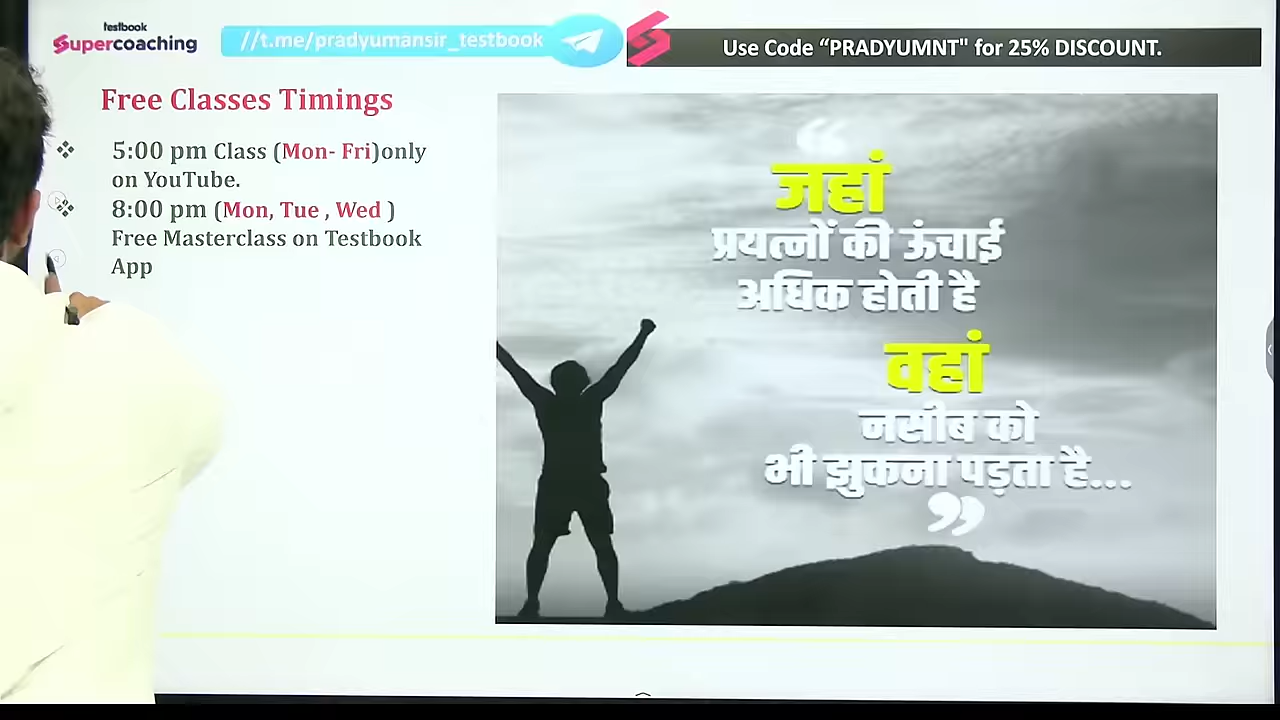 testbook
Supercoaching
//t.me/pradyumansir_testbook
Use Code “PRADYUMNT" for 25% DISCOUNT.
Free Classes Timings
5:00 pm Class (Mon- Fri)only
on YouTube.
8:00 pm (Mon, Tue , Wed )
Free Masterclass on Testbook
App
“
जहां
प्रयत्नों की ऊंचाई
अधिक होती है
वहां
नसीब को
भी झुकना पड़ता है...
”